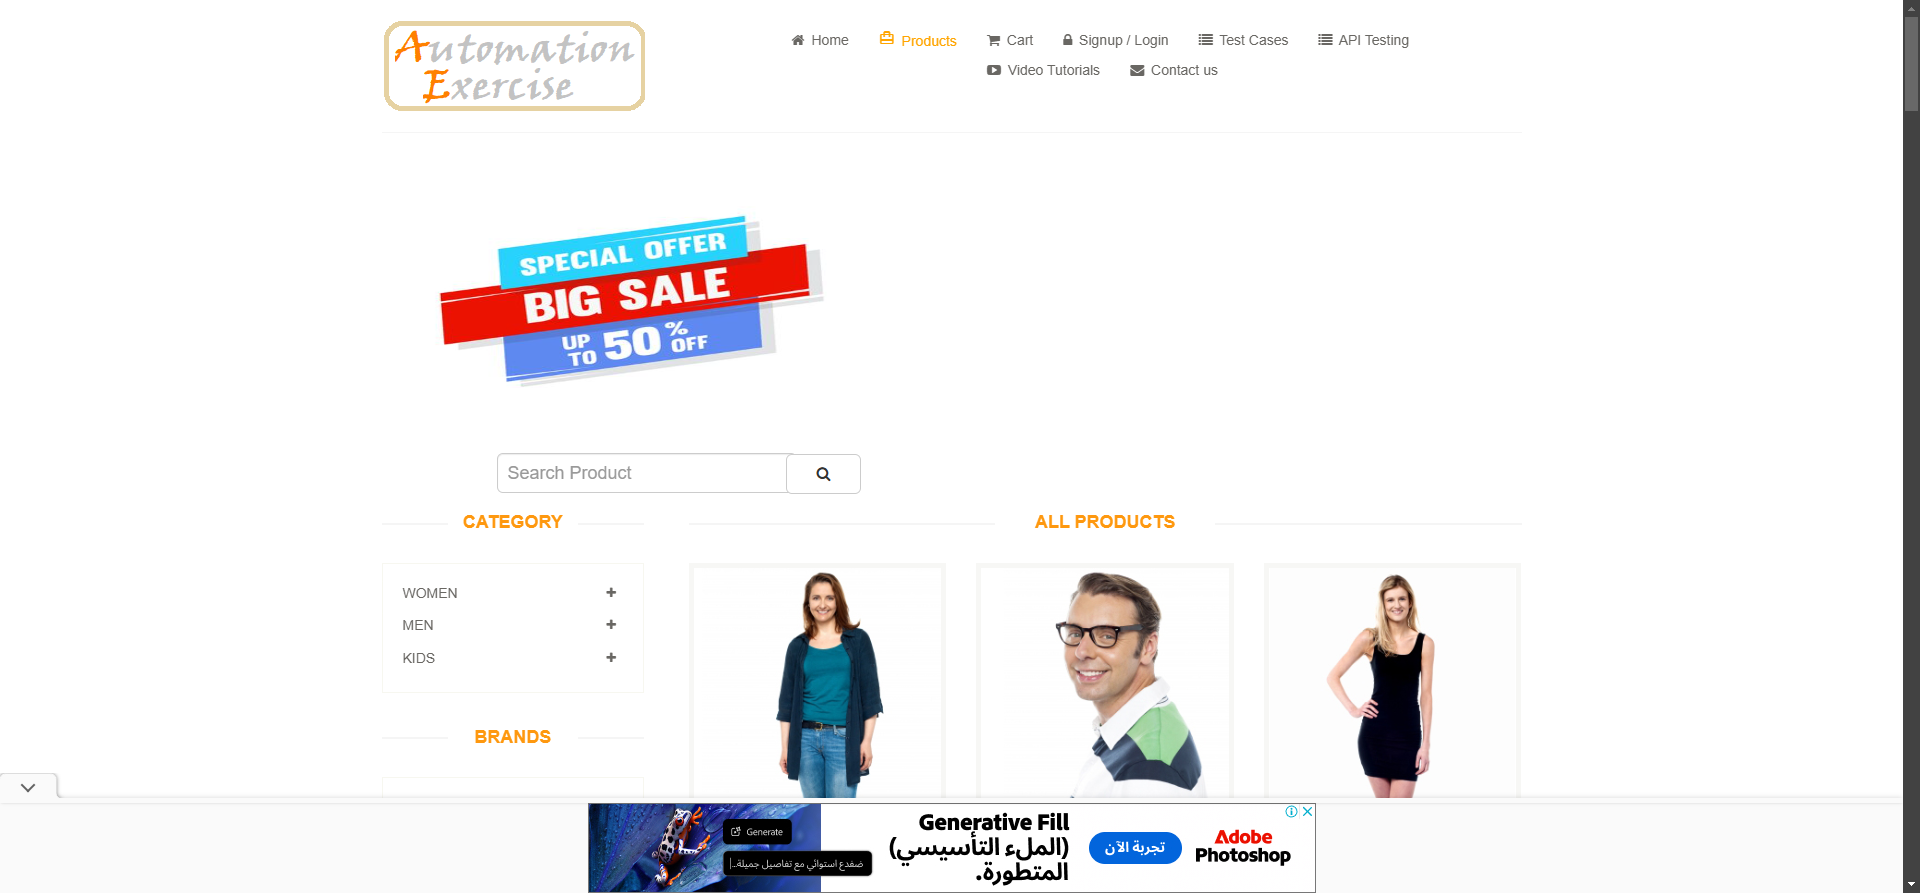 Automation
Exercise
Home
Products
Cart
Signup / Login
Test Cases
API Testing
Video Tutorials
Contact us
SPECIAL OFFER
BIG SALE
UP TO 50% OFF
Search Product
CATEGORY
WOMEN
MEN
KIDS
BRANDS
ALL PRODUCTS
Generate
ضفدع استوائي مع تفاصيل جميلة...
Generative Fill
(الملء التأسيسي)
المتطورة.
تجربة الآن
Adobe
Photoshop